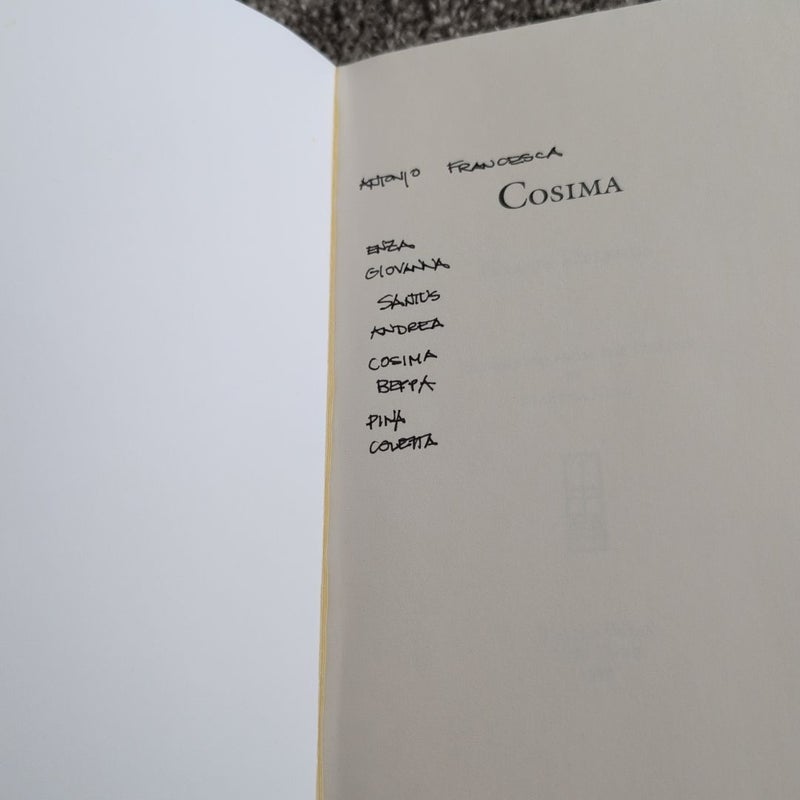 ANTONIO FRANCESCA
COSIMA
ENZA
GIOVANNA
SANTUS
ANDREA
COSIMA
BEPPA
PINA
COLETTA